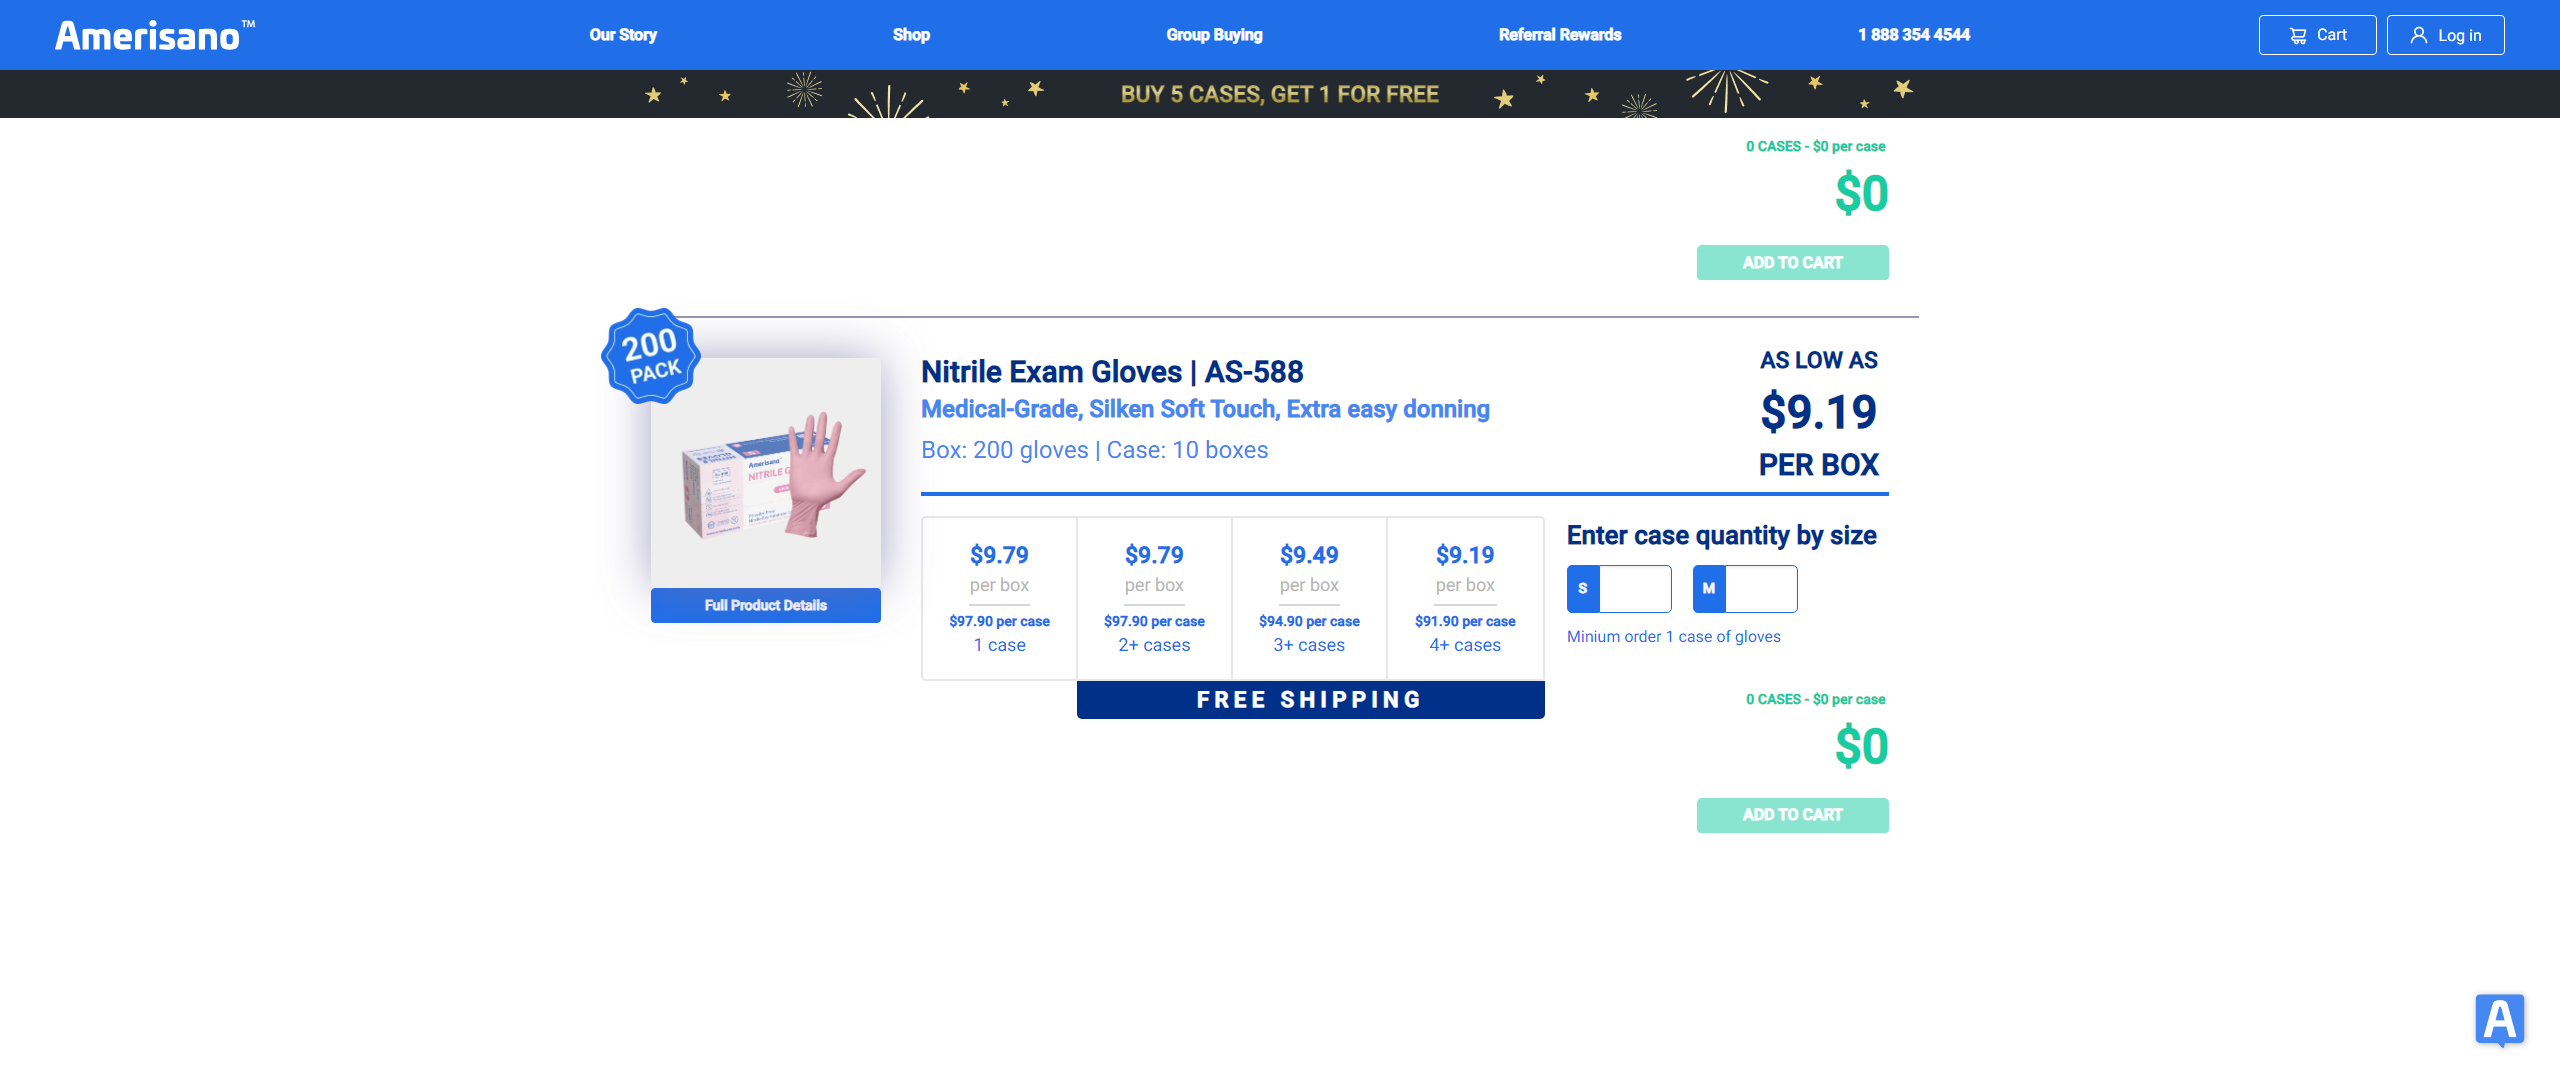 Amerisano™
Our Story
Shop
Group Buying
Referral Rewards
1 888 354 4544
Cart
Log in
BUY 5 CASES, GET 1 FOR FREE
0 CASES - $0 per case
$0
ADD TO CART
200
PACK
Amerisano
NITRILE G
Full Product Details
Nitrile Exam Gloves | AS-588
Medical-Grade, Silken Soft Touch, Extra easy donning
Box: 200 gloves | Case: 10 boxes
AS LOW AS
$9.19
PER BOX
$9.79
per box
$97.90 per case
1 case
$9.79
per box
$97.90 per case
2+ cases
$9.49
per box
$94.90 per case
3+ cases
$9.19
per box
$91.90 per case
4+ cases
FREE SHIPPING
Enter case quantity by size
S
M
Minium order 1 case of gloves
0 CASES - $0 per case
$0
ADD TO CART
A